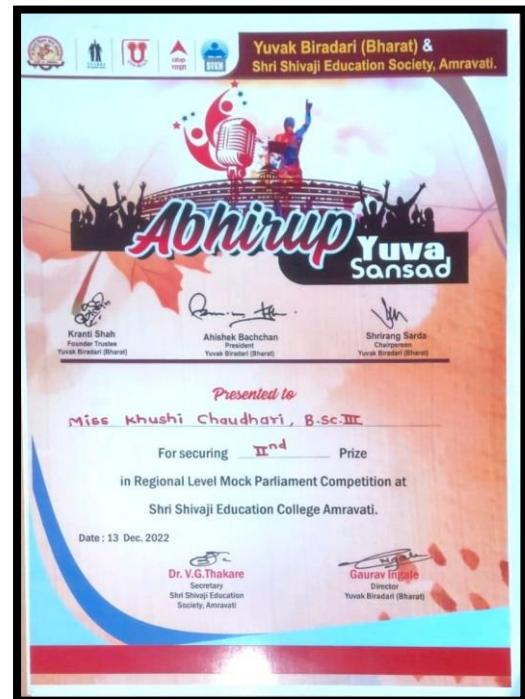 Yuvak Biradari (Bharat) &
Shri Shivaji Education Society, Amravati.
STEM
Abhirup
Yuva
Sansad
Kranti Shah
Founder Trustee
Yuvak Biradari (Bharat)
Ahishek Bachchan
President
Yuvak Biradari (Bharat)
Shrirang Sarda
Chairperson
Yuvak Biradari (Bharat)
Presented to
Miss Khushi Chaudhari, B.Sc.III
For securing IInd Prize
in Regional Level Mock Parliament Competition at
Shri Shivaji Education College Amravati.
Date : 13 Dec. 2022
Dr. V.G.Thakare
Secretary
Shri Shivaji Education
Society, Amravati
Gaurav Ingale
Director
Yuvak Biradari (Bharat)